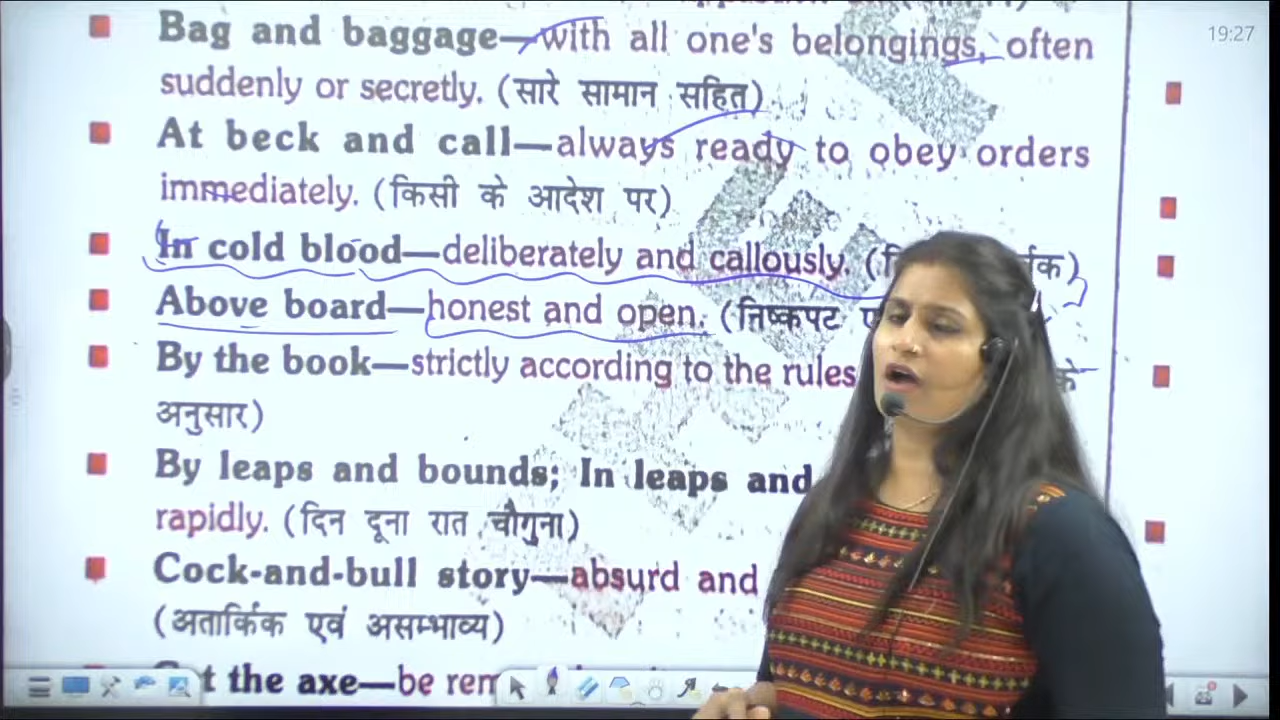 19:27
Bag and baggage—with all one's belongings, often
suddenly or secretly. (सारे सामान सहित)
At beck and call—always ready to obey orders
immediately. (किसी के आदेश पर)
In cold blood—deliberately and callously.
Above board—honest and open. (निष्कपट
By the book—strictly according to the rules
अनुसार)
By leaps and bounds; In leaps and
rapidly. (दिन दूना रात चौगुना)
Cock-and-bull story—absurd and
(अतार्किक एवं असम्भाव्य)
the axe—be